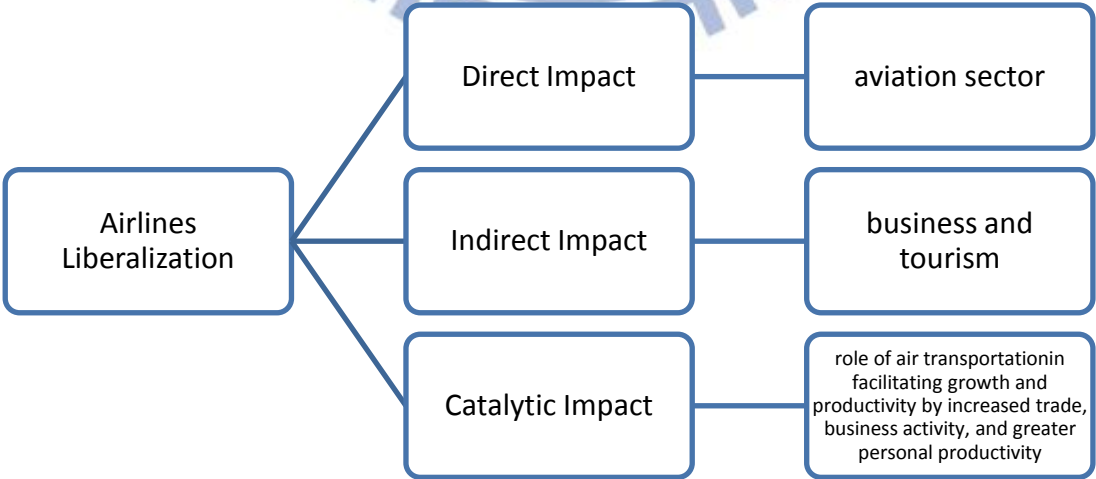 Airlines
Liberalization
Direct Impact
aviation sector
Indirect Impact
business and
tourism
Catalytic Impact
role of air transportationin
facilitating growth and
productivity by increased trade,
business activity, and greater
personal productivity